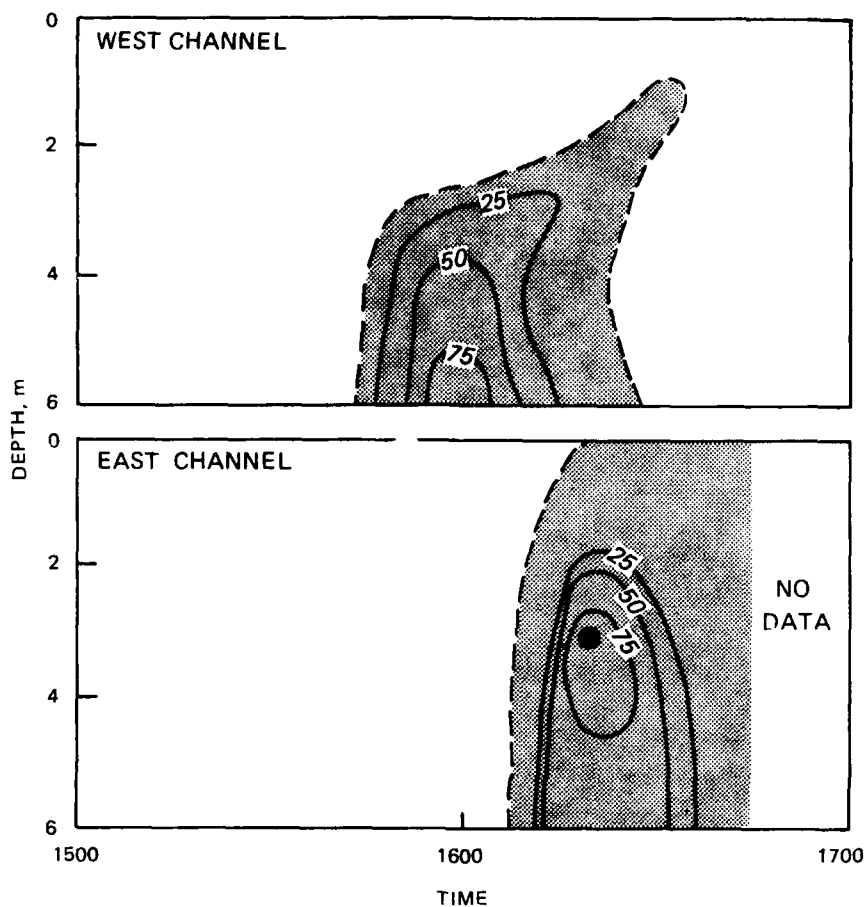 0
WEST CHANNEL
2
25
4
50
75
6
DEPTH, m
0
EAST CHANNEL
2
25
50
NO
DATA
75
4
6
1500
1600
1700
TIME